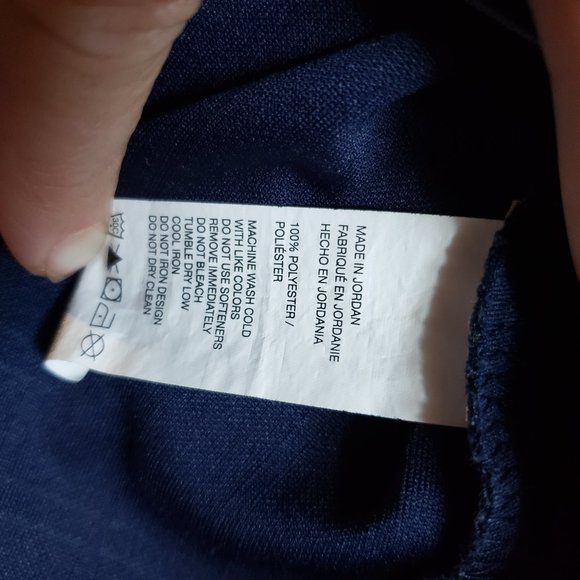 MADE IN JORDAN
FABRIQUÉ EN JORDANIE
HECHO EN JORDANIA
100% POLYESTER /
POLIÉSTER
MACHINE WASH COLD
WITH LIKE COLORS
DO NOT USE SOFTENERS
REMOVE IMMEDIATELY
DO NOT BLEACH
TUMBLE DRY LOW
COOL IRON
DO NOT IRON DESIGN
DO NOT DRY CLEAN